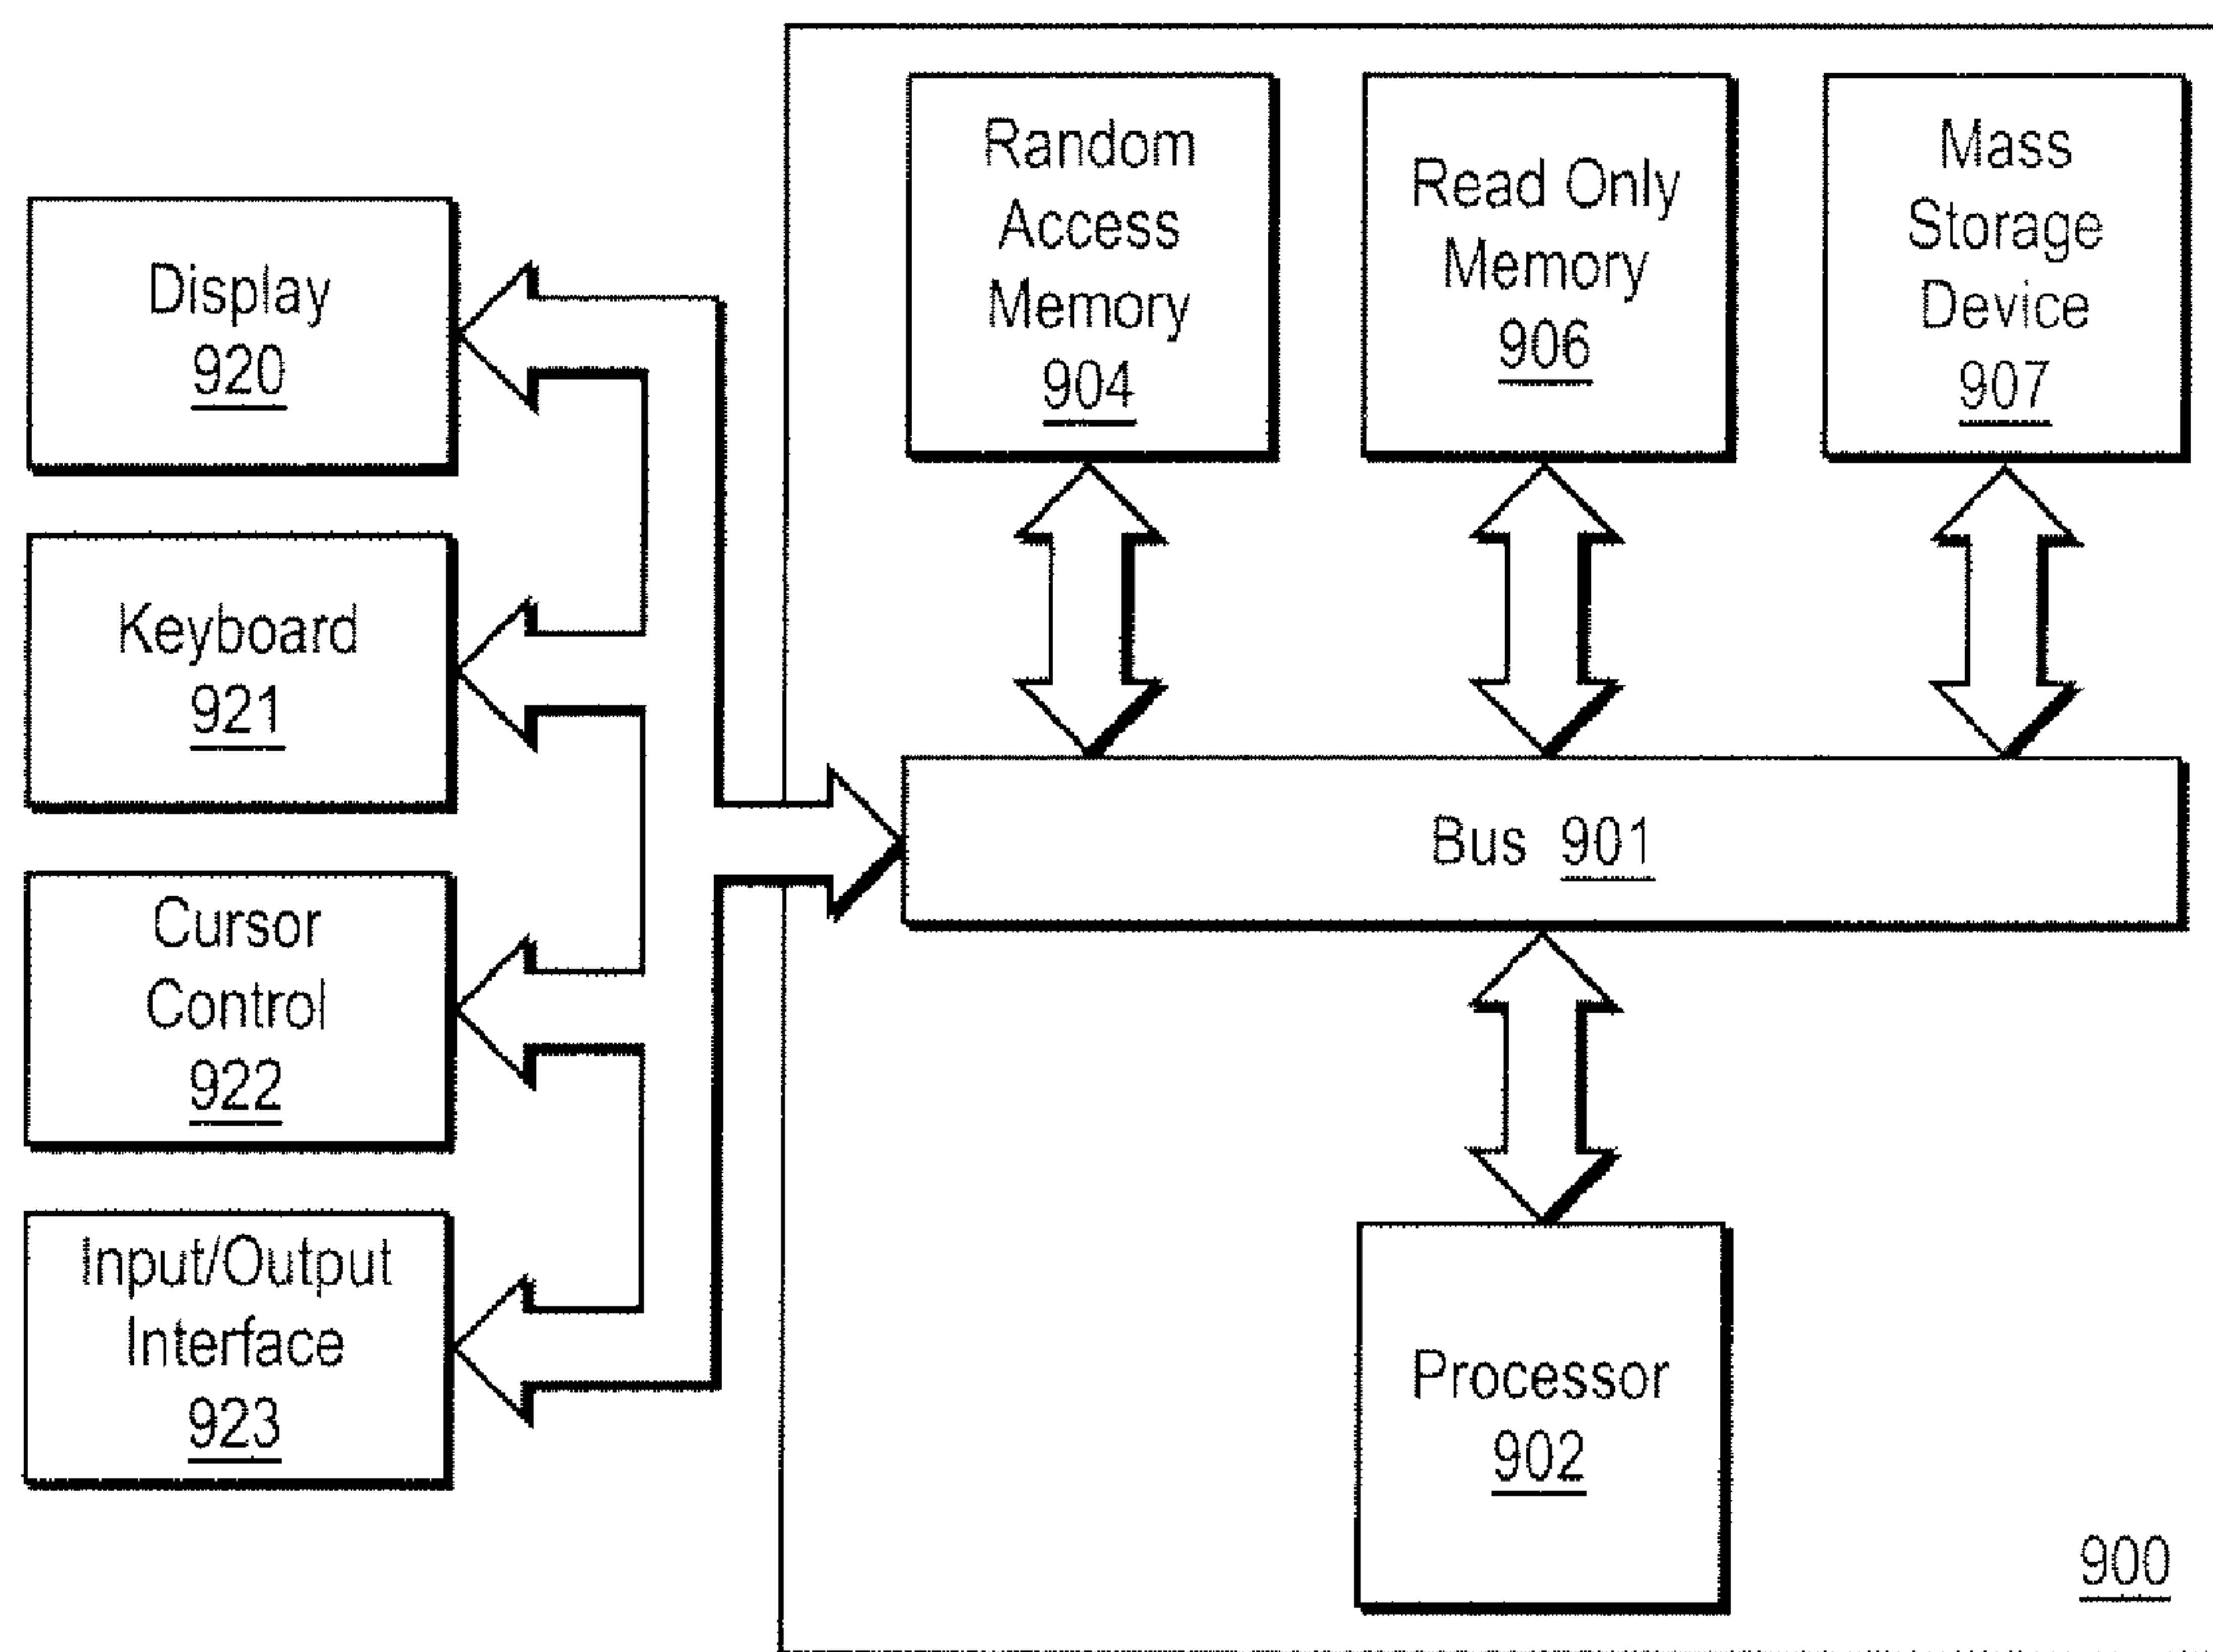 Display
920
Keyboard
921
Cursor
Control
922
Input/Output
Interface
923
Random
Access
Memory
904
Read Only
Memory
906
Mass
Storage
Device
907
Bus 901
Processor
902
900